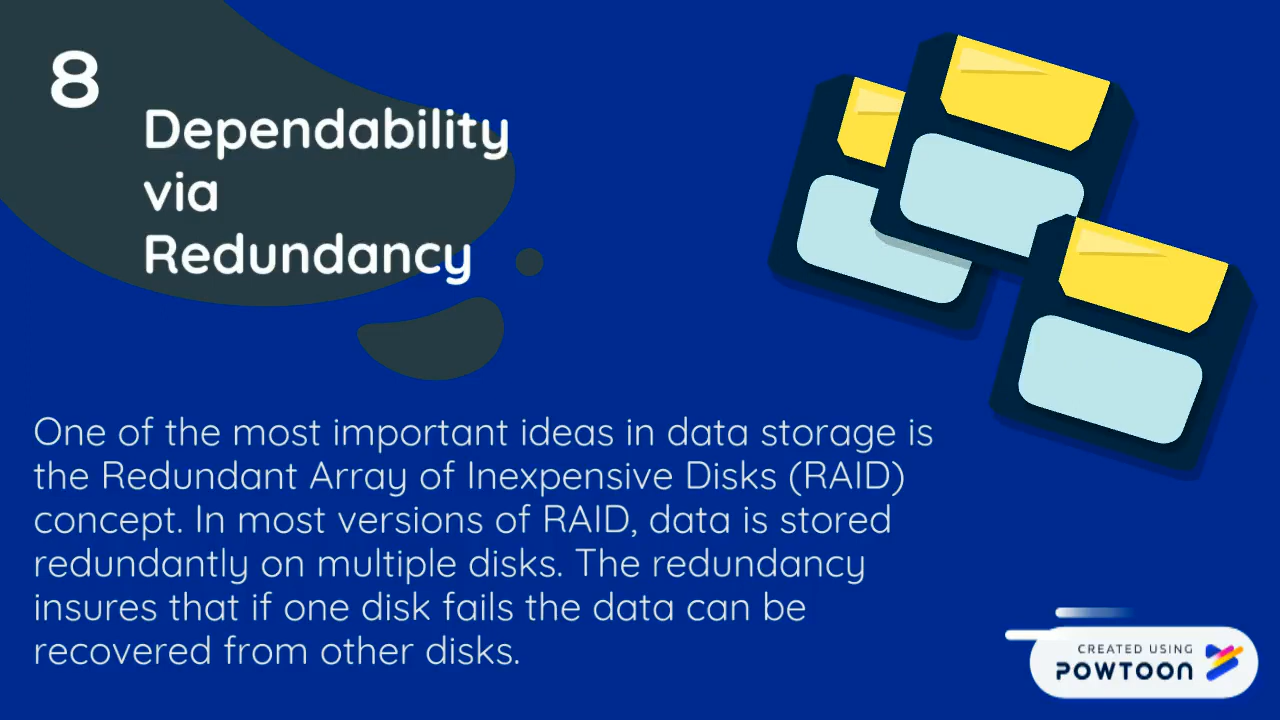 8
Dependability
via
Redundancy
One of the most important ideas in data storage is
the Redundant Array of Inexpensive Disks (RAID)
concept. In most versions of RAID, data is stored
redundantly on multiple disks. The redundancy
insures that if one disk fails the data can be
recovered from other disks.
CREATED USING
POWTOON